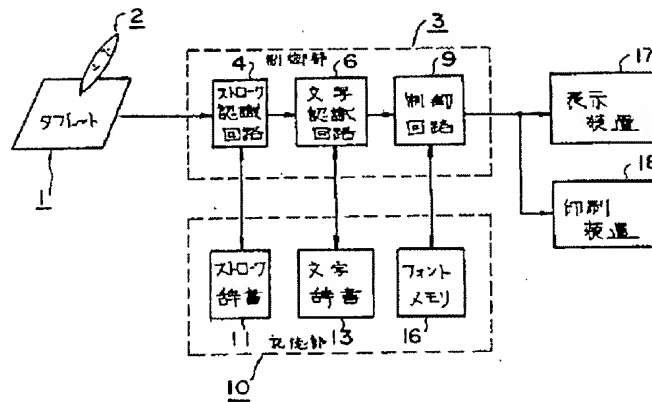 2
3
制御部
4
6
9
17
タブレット
ストローク
認識
回路
文字
認識
回路
制御
回路
表示
装置
1
18
印刷
装置
ストローク
辞書
文字
辞書
フォント
メモリ
11
13
16
記憶部
10